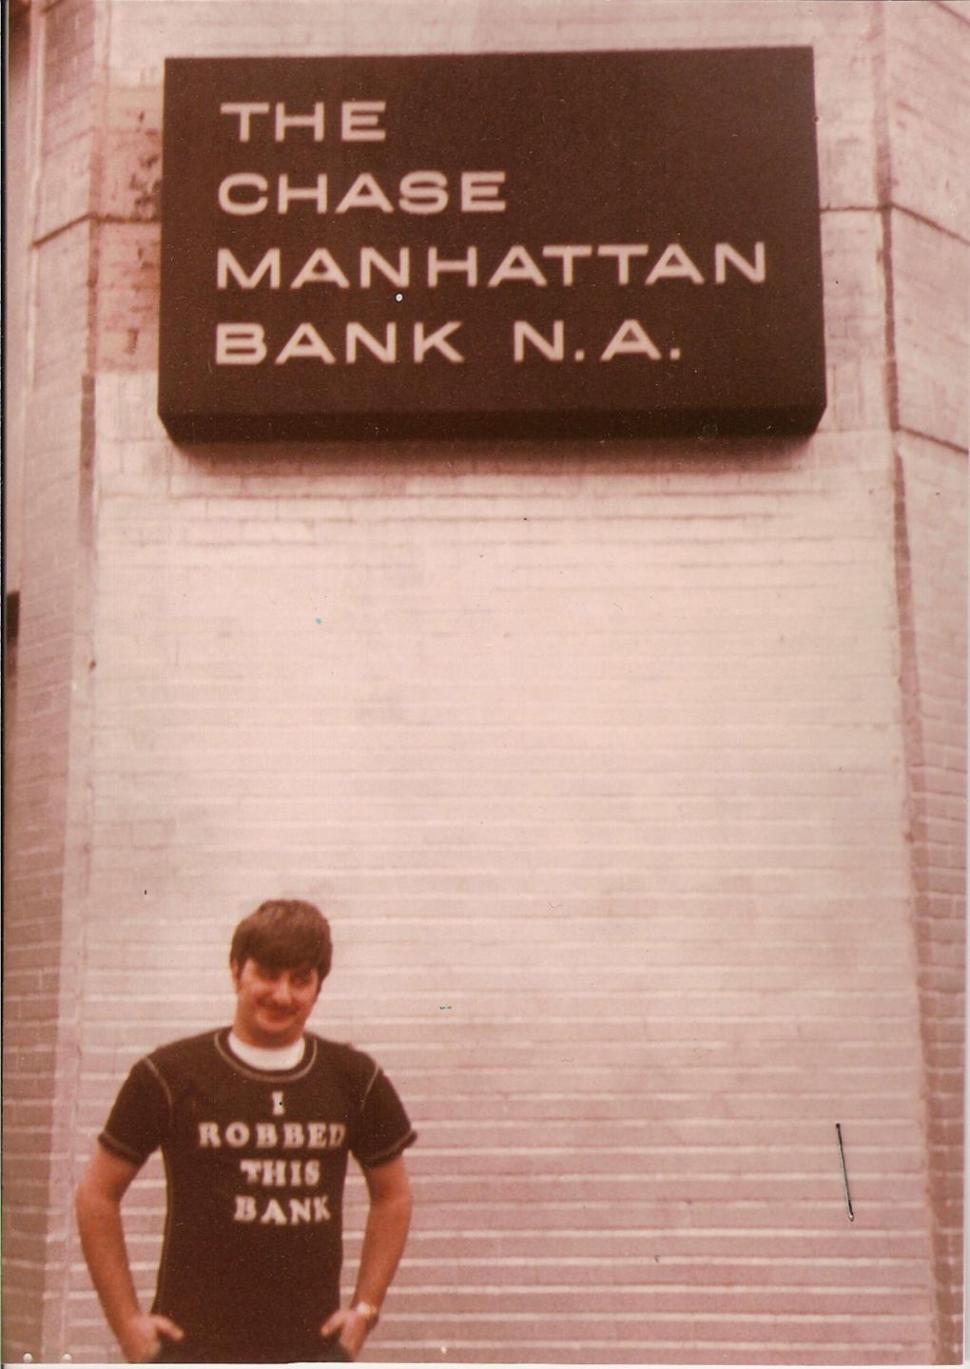 THE
CHASE
MANHATTAN
BANK N.A.
I
ROBBED
THIS
BANK